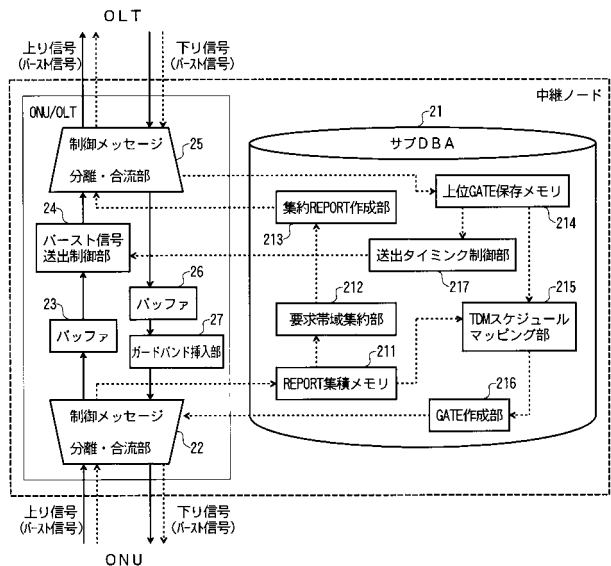 OLT
上り信号
(バースト信号)
下り信号
(バースト信号)
中継ノード
ONU/OLT
制御メッセージ
分離・合流部
25
21
サブDBA
上位GATE保存メモリ
214
集約REPORT作成部
213
24
バースト信号
送出制御部
送出タイミング制御部
217
26
バッファ
23
バッファ
27
ガードバンド挿入部
212
要求帯域集約部
215
TDMスケジュール
マッピング部
211
REPORT集積メモリ
216
GATE作成部
制御メッセージ
分離・合流部
22
上り信号
(バースト信号)
下り信号
(バースト信号)
ONU